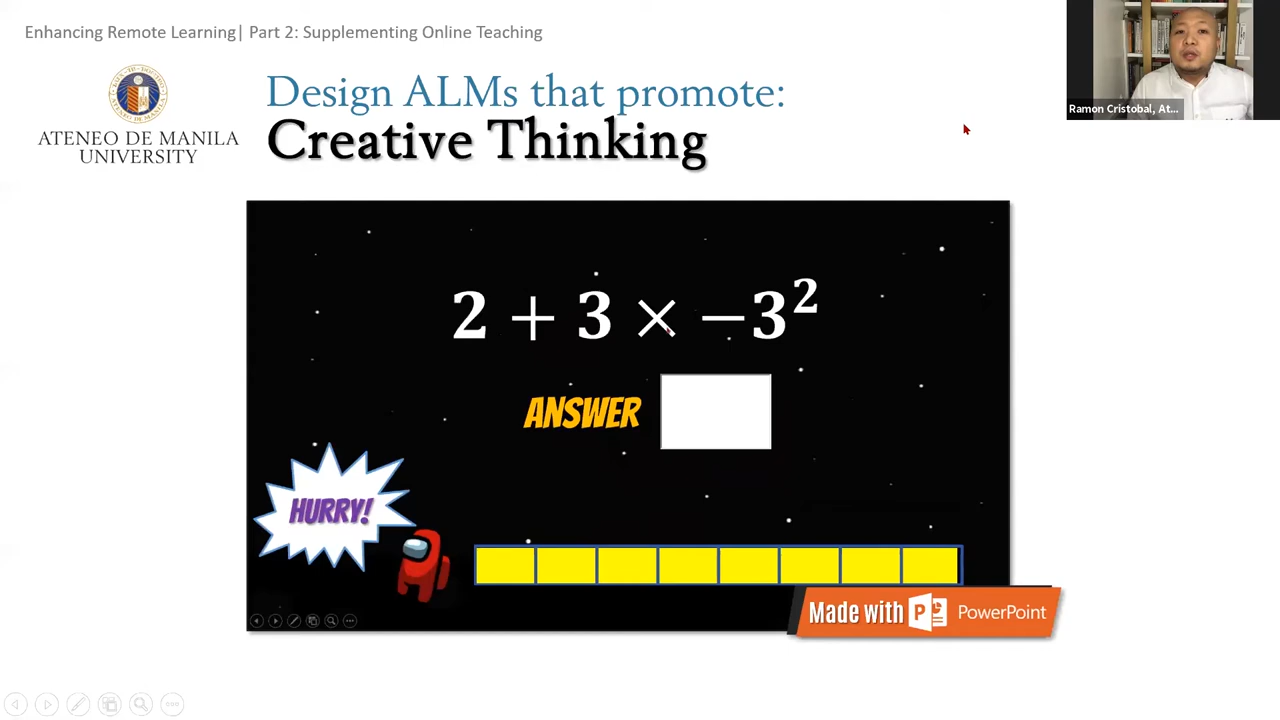 Enhancing Remote Learning| Part 2: Supplementing Online Teaching
ATENEO DE MANILA
UNIVERSITY
Design ALMs that promote:
Creative Thinking
Ramon Cristobal, At...
2 + 3 × −3²
ANSWER
HURRY!
Made with PowerPoint